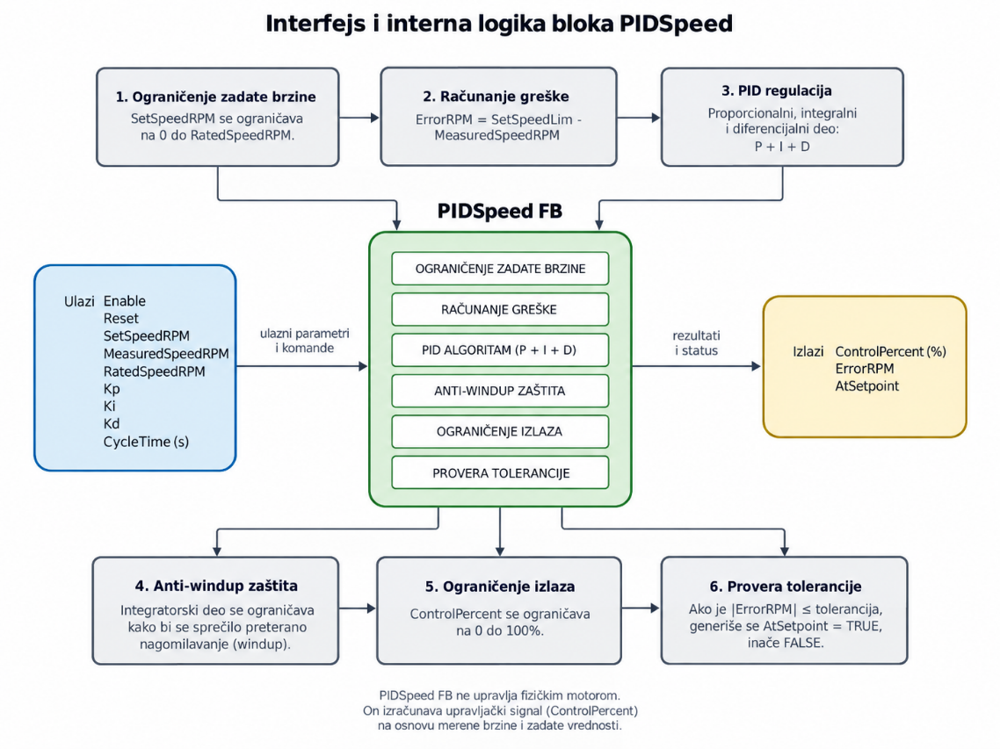 Interfejs i interna logika bloka PIDSpeed
1. Ograničenje zadate brzine
SetSpeedRPM se ograničava
na 0 do RatedSpeedRPM.
2. Računanje greške
ErrorRPM = SetSpeedLim -
MeasuredSpeedRPM
3. PID regulacija
Proporcionalni, integralni
i diferencijalni deo:
P + I + D
PIDSpeed FB
Ulazi Enable
Reset
SetSpeedRPM
MeasuredSpeedRPM
RatedSpeedRPM
Kp
Ki
Kd
CycleTime (s)
ulazni parametri
i komande
OGRANIČENJE ZADATE BRZINE
RAČUNANJE GREŠKE
PID ALGORITAM (P + I + D)
ANTI-WINDUP ZAŠTITA
OGRANIČENJE IZLAZA
PROVERA TOLERANCIJE
rezultati
i status
Izlazi ControlPercent (%)
ErrorRPM
AtSetpoint
4. Anti-windup zaštita
Integratorski deo se ograničava
kako bi se sprečilo preterano
nagomilavanje (windup).
5. Ograničenje izlaza
ControlPercent se ograničava
na 0 do 100%.
6. Provera tolerancije
Ako je |ErrorRPM| ≤ tolerancija,
generiše se AtSetpoint = TRUE,
inače FALSE.
PIDSpeed FB ne upravlja fizičkim motorom.
On izračunava upravljački signal (ControlPercent)
na osnovu merene brzine i zadate vrednosti.